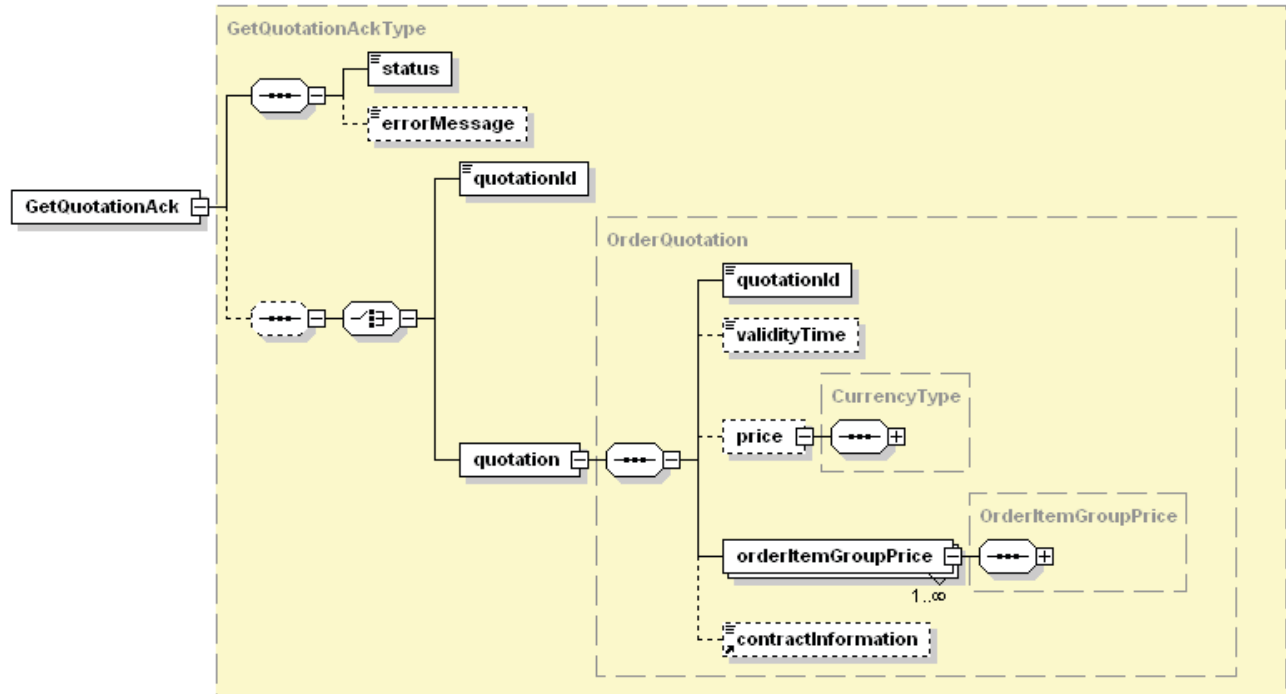 GetQuotationAckType
status
errorMessage
quotationId
GetQuotationAck
OrderQuotation
quotationId
validityTime
CurrencyType
price
quotation
OrderItemGroupPrice
orderItemGroupPrice
1..∞
contractInformation